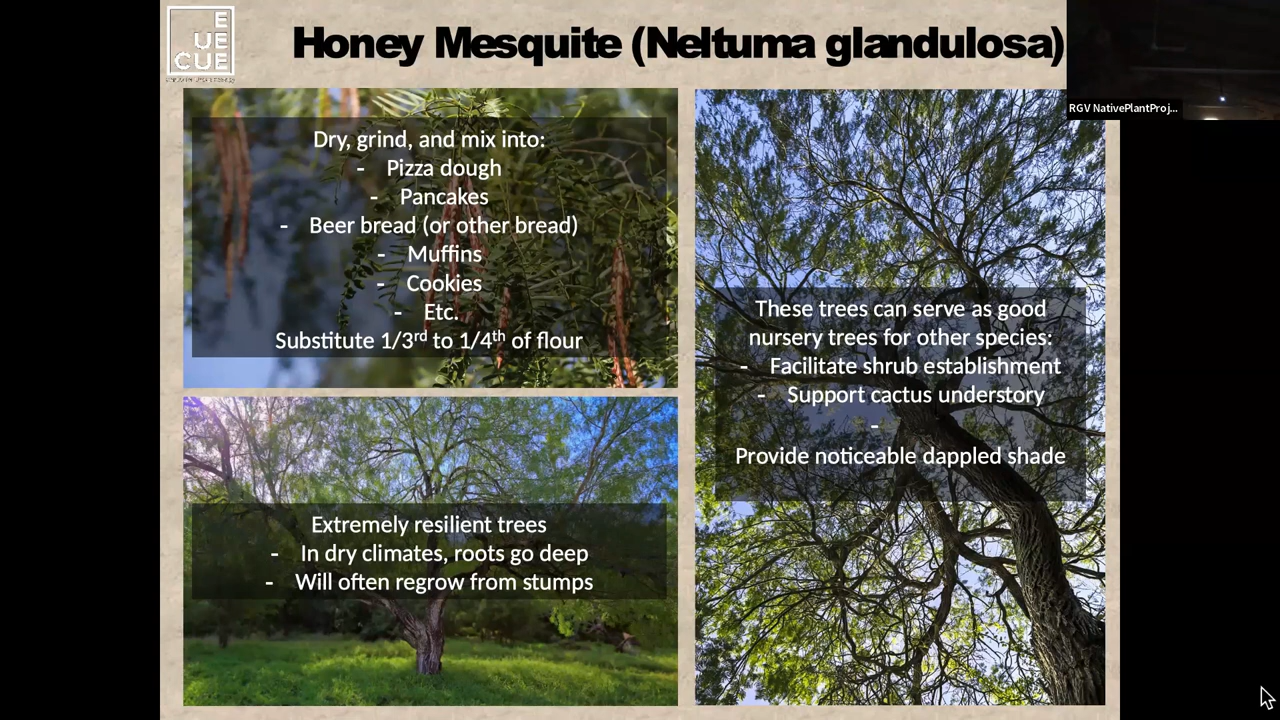 E
UE
CUE
Honey Mesquite (Neltuma glandulosa)
RGV NativePlantProj...
Dry, grind, and mix into:
- Pizza dough
- Pancakes
- Beer bread (or other bread)
- Muffins
- Cookies
- Etc.
Substitute 1/3rd to 1/4th of flour
Extremely resilient trees
- In dry climates, roots go deep
- Will often regrow from stumps
These trees can serve as good
nursery trees for other species:
- Facilitate shrub establishment
- Support cactus understory
-
Provide noticeable dappled shade